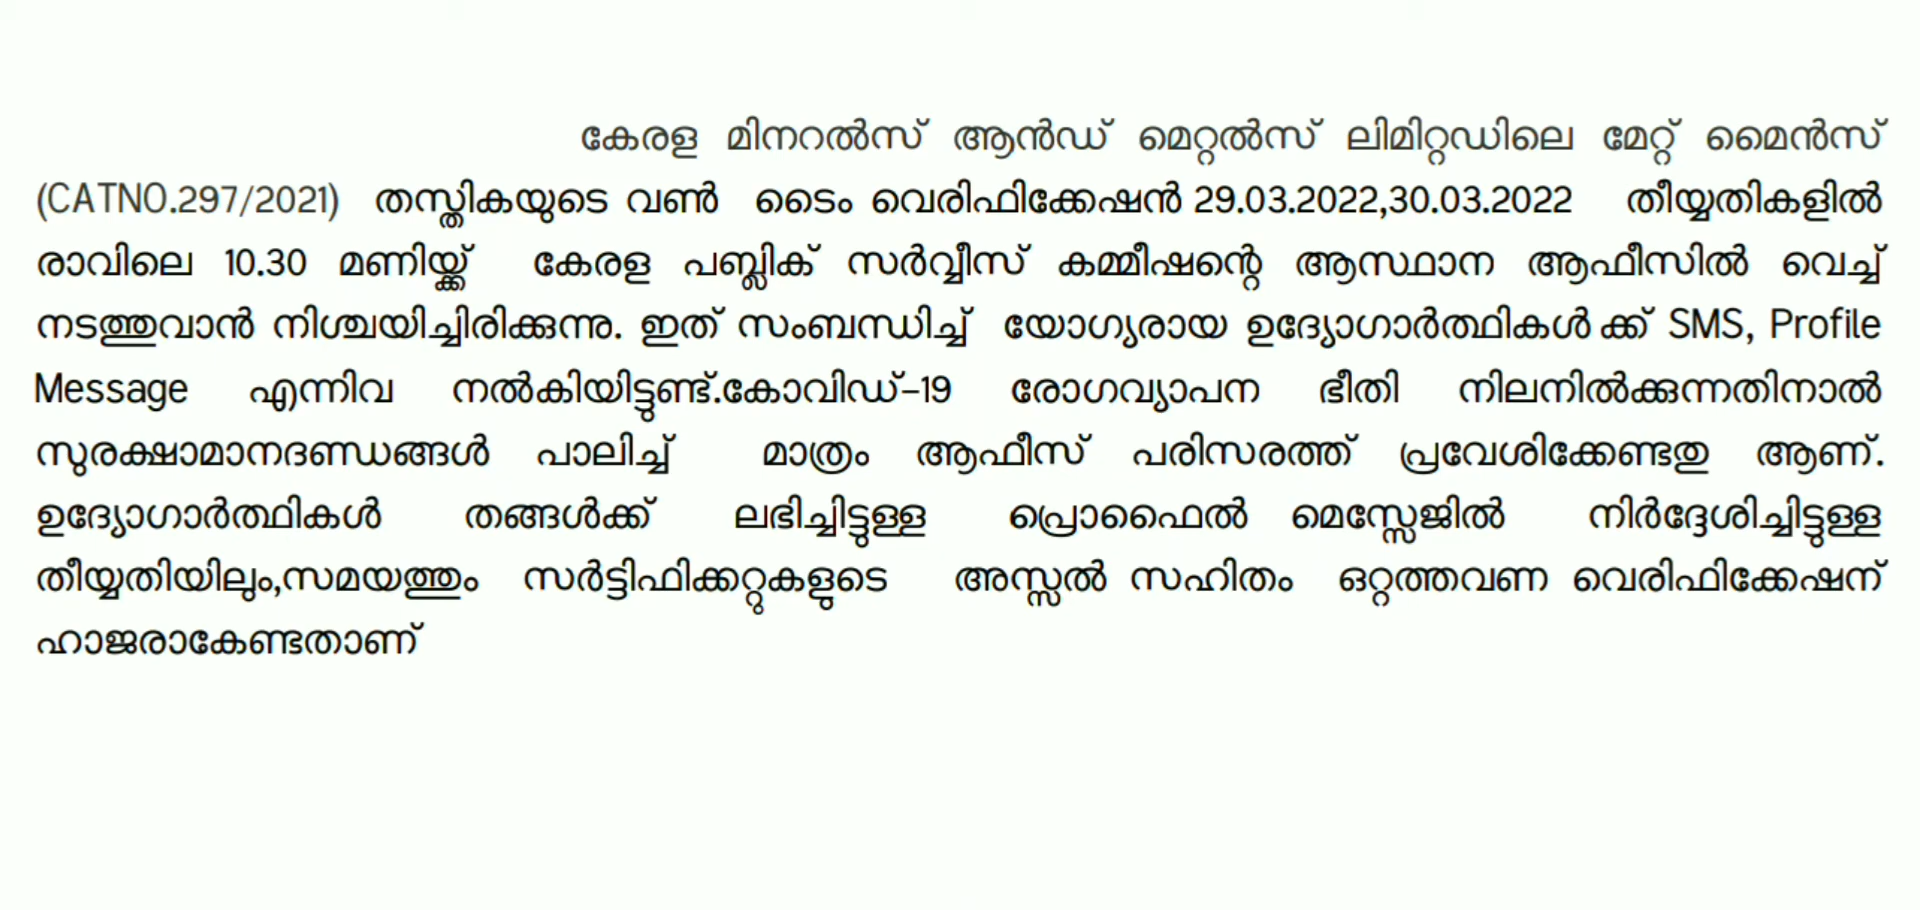 കേരള മിനറൽസ് ആൻഡ് മെറ്റൽസ് ലിമിറ്റഡിലെ മേറ്റ് മൈൻസ്
(CATNO.297/2021) തസ്തികയുടെ വൺ ടൈം വെരിഫിക്കേഷൻ 29.03.2022,30.03.2022 തീയ്യതികളിൽ
രാവിലെ 10.30 മണിയ്ക്ക് കേരള പബ്ലിക് സർവ്വീസ് കമ്മീഷന്റെ ആസ്ഥാന ആഫീസിൽ വെച്ച്
നടത്തുവാൻ നിശ്ചയിച്ചിരിക്കുന്നു. ഇത് സംബന്ധിച്ച് യോഗ്യരായ ഉദ്യോഗാർത്ഥികൾ ക്ക് SMS, Profile
Message എന്നിവ നൽകിയിട്ടുണ്ട്.കോവിഡ്-19 രോഗവ്യാപന ഭീതി നിലനിൽക്കുന്നതിനാൽ
സുരക്ഷാമാനദണ്ഡങ്ങൾ പാലിച്ച് മാത്രം ആഫീസ് പരിസരത്ത് പ്രവേശിക്കേണ്ടതു ആണ്.
ഉദ്യോഗാർത്ഥികൾ തങ്ങൾക്ക് ലഭിച്ചിട്ടുള്ള പ്രൊഫൈൽ മെസ്സേജിൽ നിർദ്ദേശിച്ചിട്ടുള്ള
തീയ്യതിയിലും,സമയത്തും സർട്ടിഫിക്കറ്റുകളുടെ അസ്സൽ സഹിതം ഒറ്റത്തവണ വെരിഫിക്കേഷന്
ഹാജരാകേണ്ടതാണ്